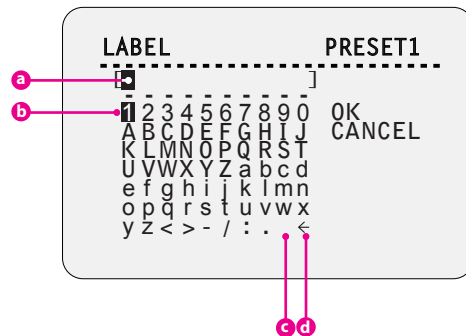 LABEL PRESET1
[ ]
1 2 3 4 5 6 7 8 9 0 OK
A B C D E F G H I J CANCEL
K L M N O P Q R S T
U V W X Y Z a b c d
e f g h i j k l m n
o p q r s t u v w x
y z < > - / : . ←
a
b
c d